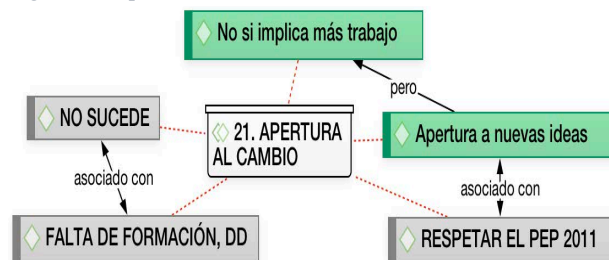 No si implica más trabajo
pero
NO SUCEDE
21. APERTURA
AL CAMBIO
Apertura a nuevas ideas
asociado con
asociado con
FALTA DE FORMACIÓN, DD
RESPETAR EL PEP 2011